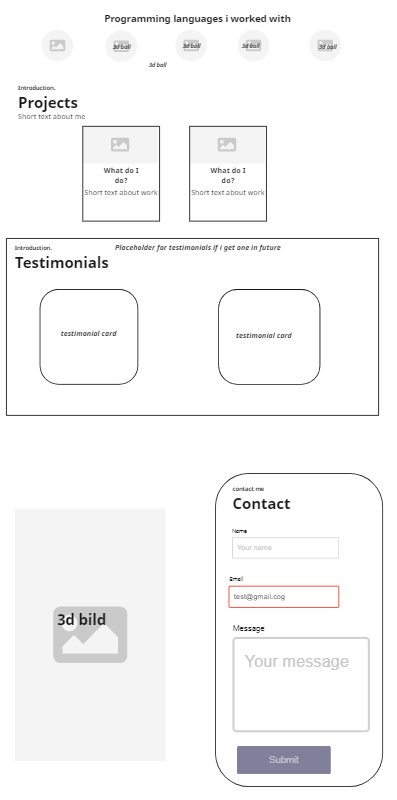 Programming languages i worked with
3d ball
3d ball
3d ball
3d ball
3d ball
Introduction.
Projects
Short text about me
What do I
do?
Short text about work
What do I
do?
Short text about work
Introduction.
Placeholder for testimonials if i get one in future
Testimonials
testimonial card
testimonial card
3d bild
contact me
Contact
Name
Your name
Email
test@gmail.cog
Message
Your message
Submit